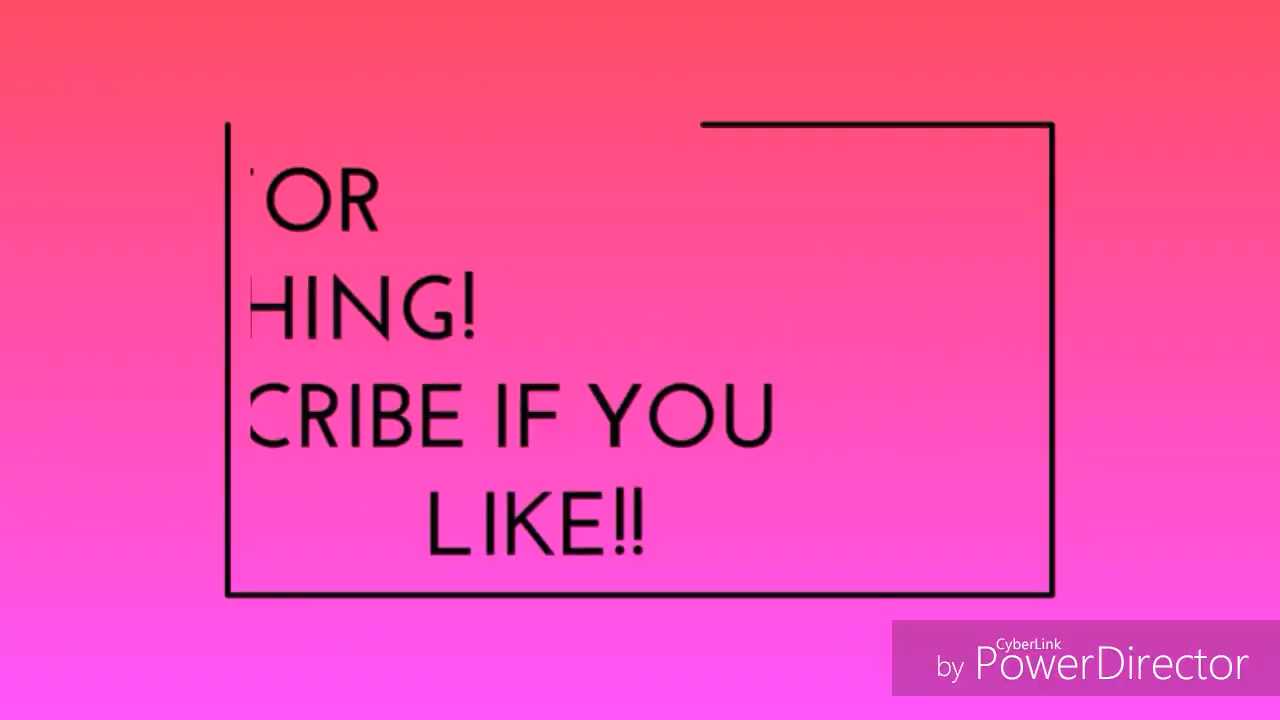 OR
HING!
CRIBE IF YOU
LIKE!!
CyberLink
by PowerDirector